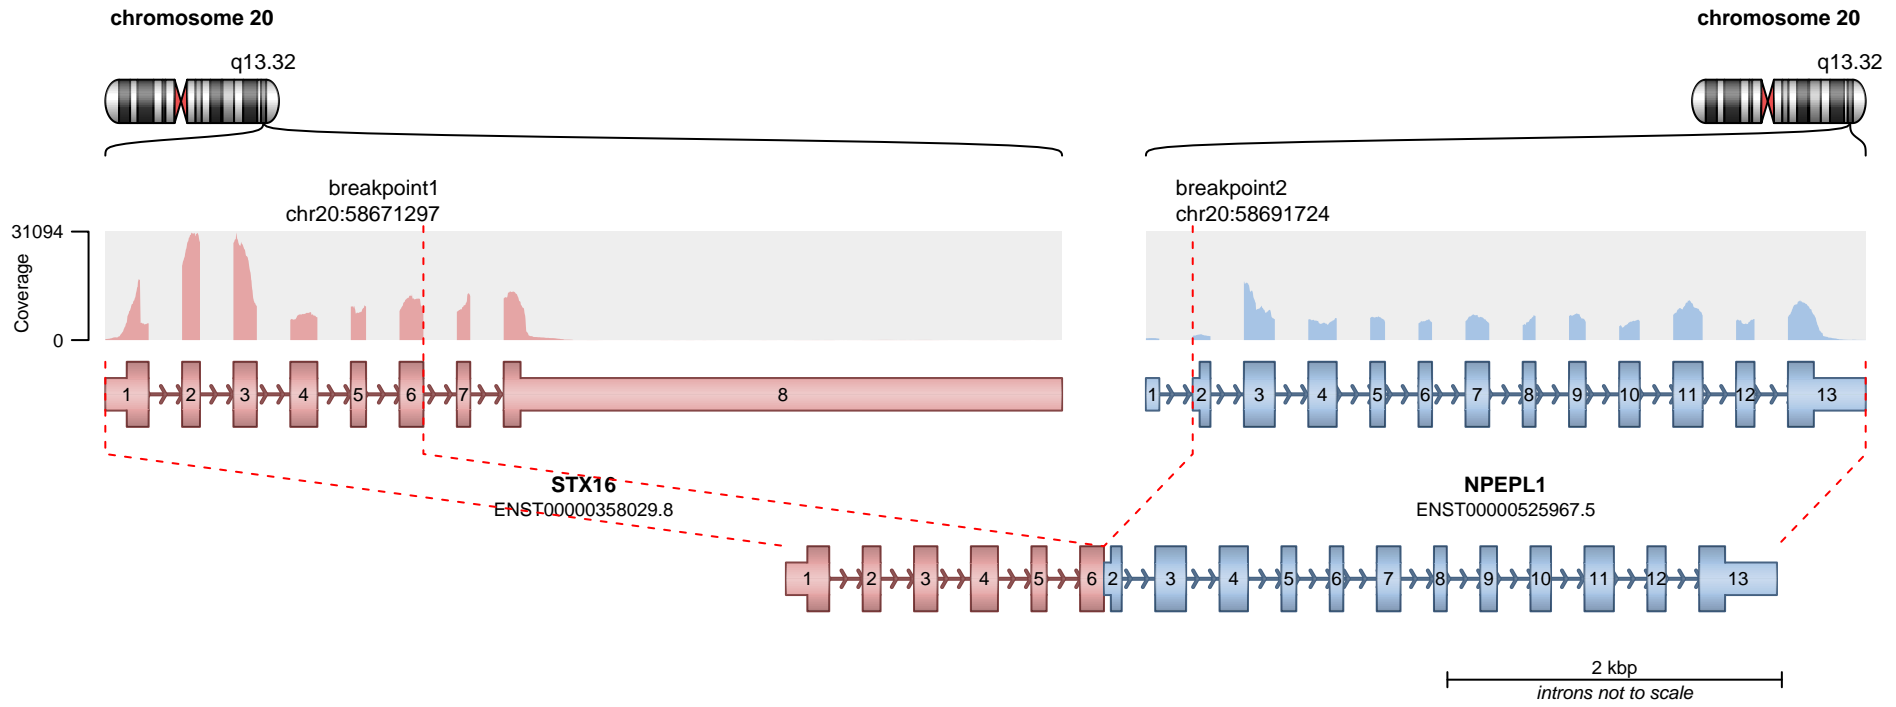 chromosome 20
chromosome 20
q13.32
q13.32
breakpoint1
chr20:58671297
breakpoint2
chr20:58691724
31094
Coverage
0
1 2 3 4 5 6 7 8
1 2 3 4 5 6 7 8 9 10 11 12 13
STX16
ENST00000358029.8
NPEPL1
ENST00000525967.5
1 2 3 4 5 6 2 3 4 5 6 7 8 9 10 11 12 13
2 kbp
introns not to scale